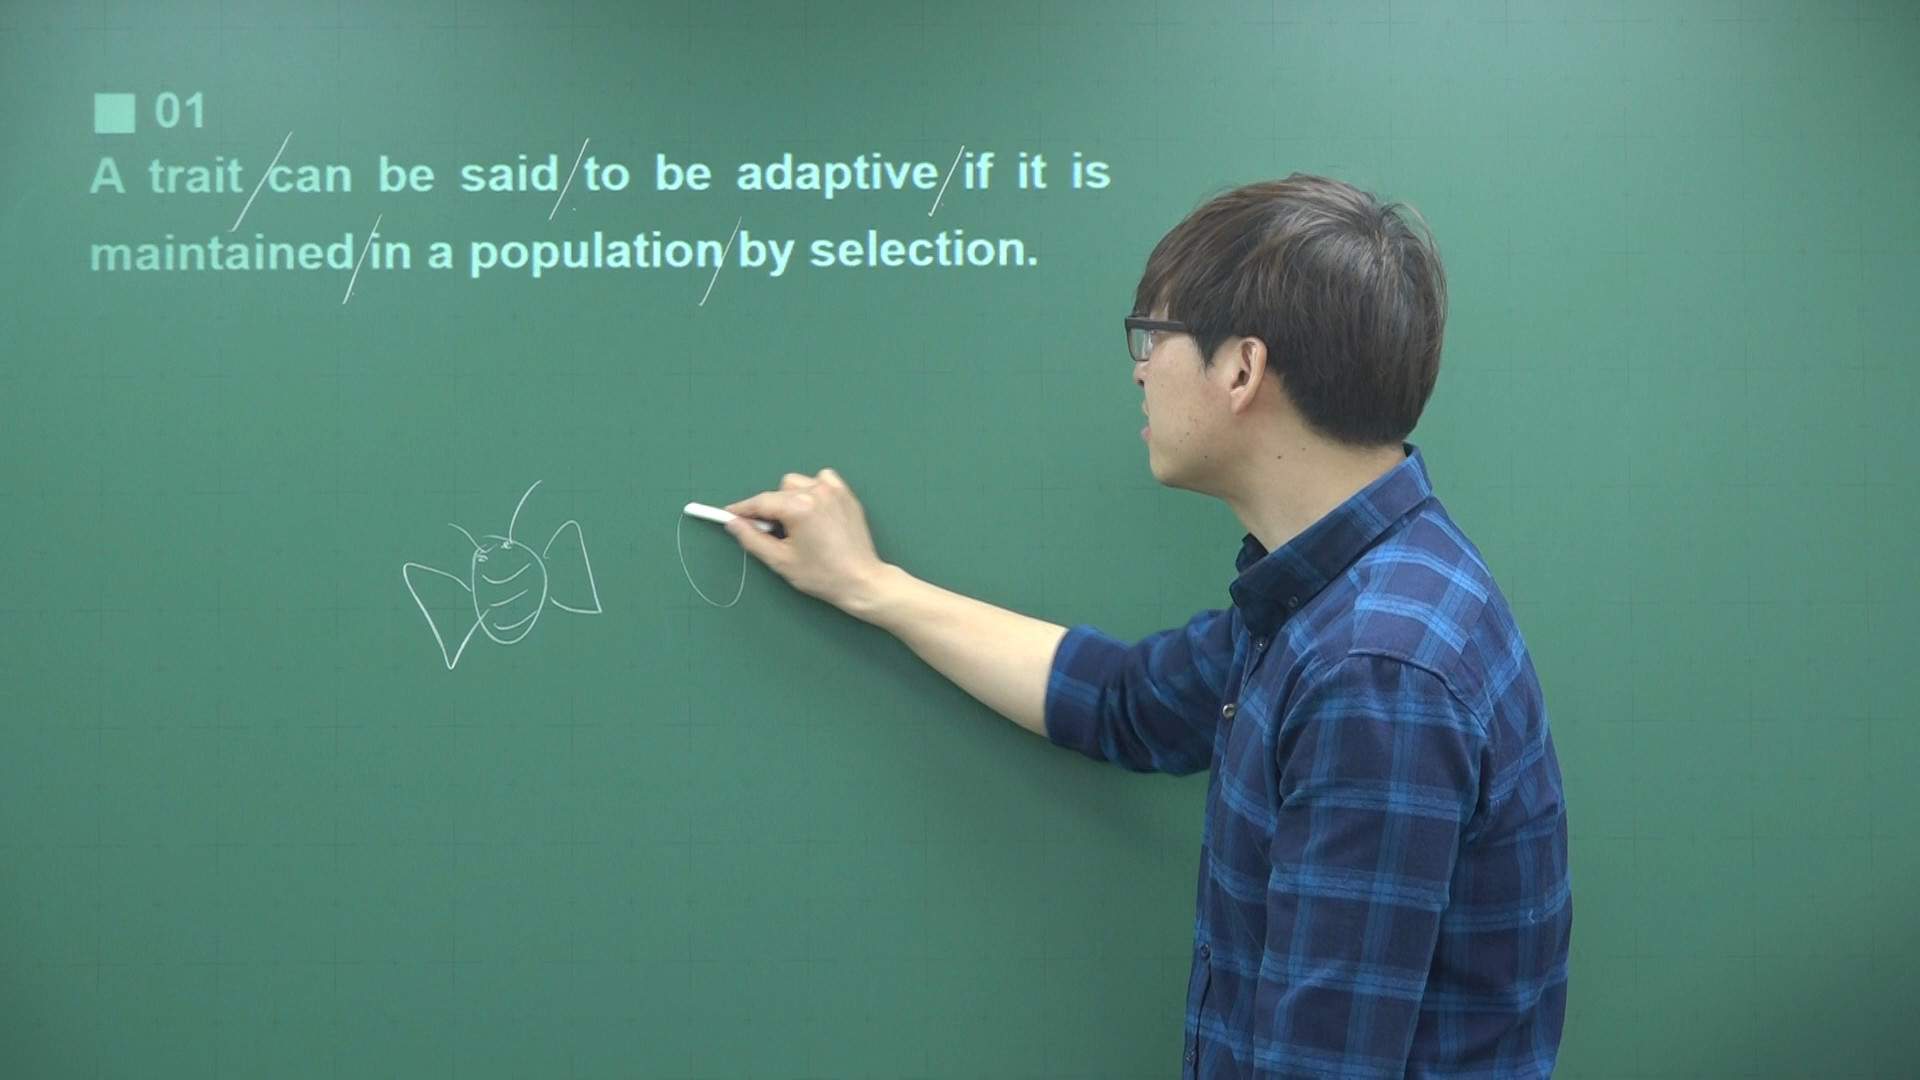 ■ 01
A trait / can be said / to be adaptive / if it is
maintained / in a population / by selection.